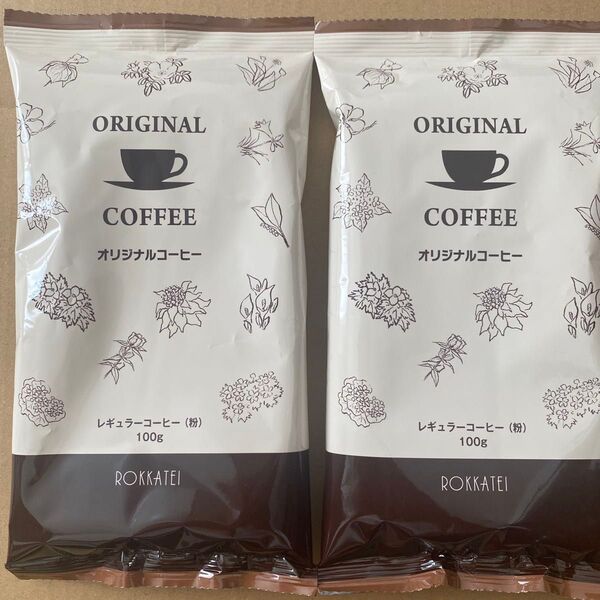 ORIGINAL
COFFEE
オリジナルコーヒー
レギュラーコーヒー（粉）
100g
ROKKATEI
ORIGINAL
COFFEE
オリジナルコーヒー
レギュラーコーヒー（粉）
100g
ROKKATEI